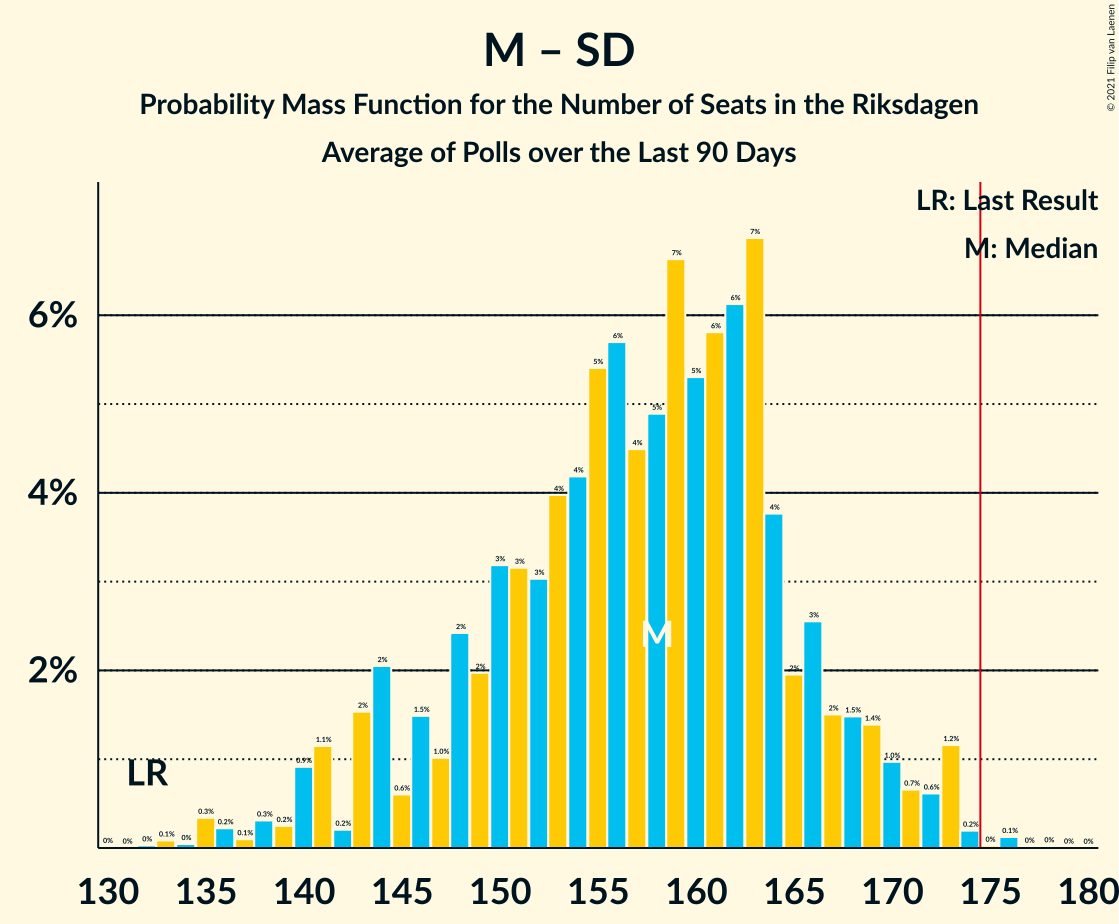 M – SD
Probability Mass Function for the Number of Seats in the Riksdagen
Average of Polls over the Last 90 Days
© 2021 Filip van Laenen
LR: Last Result
M: Median
6%
4%
2%
LR
M
0% 0% 0% 0.1% 0% 0.3% 0.2% 0.1% 0.3% 0.2% 0.9% 1.1% 0.2% 2% 2% 0.6% 1.5% 1.0% 2% 2% 3% 3% 3% 4% 4% 5% 6% 4% 5% 7% 5% 6% 6% 7% 4% 2% 3% 2% 1.5% 1.4% 1.0% 0.7% 0.6% 1.2% 0.2% 0% 0.1% 0% 0% 0% 0%
130 135 140 145 150 155 160 165 170 175 180